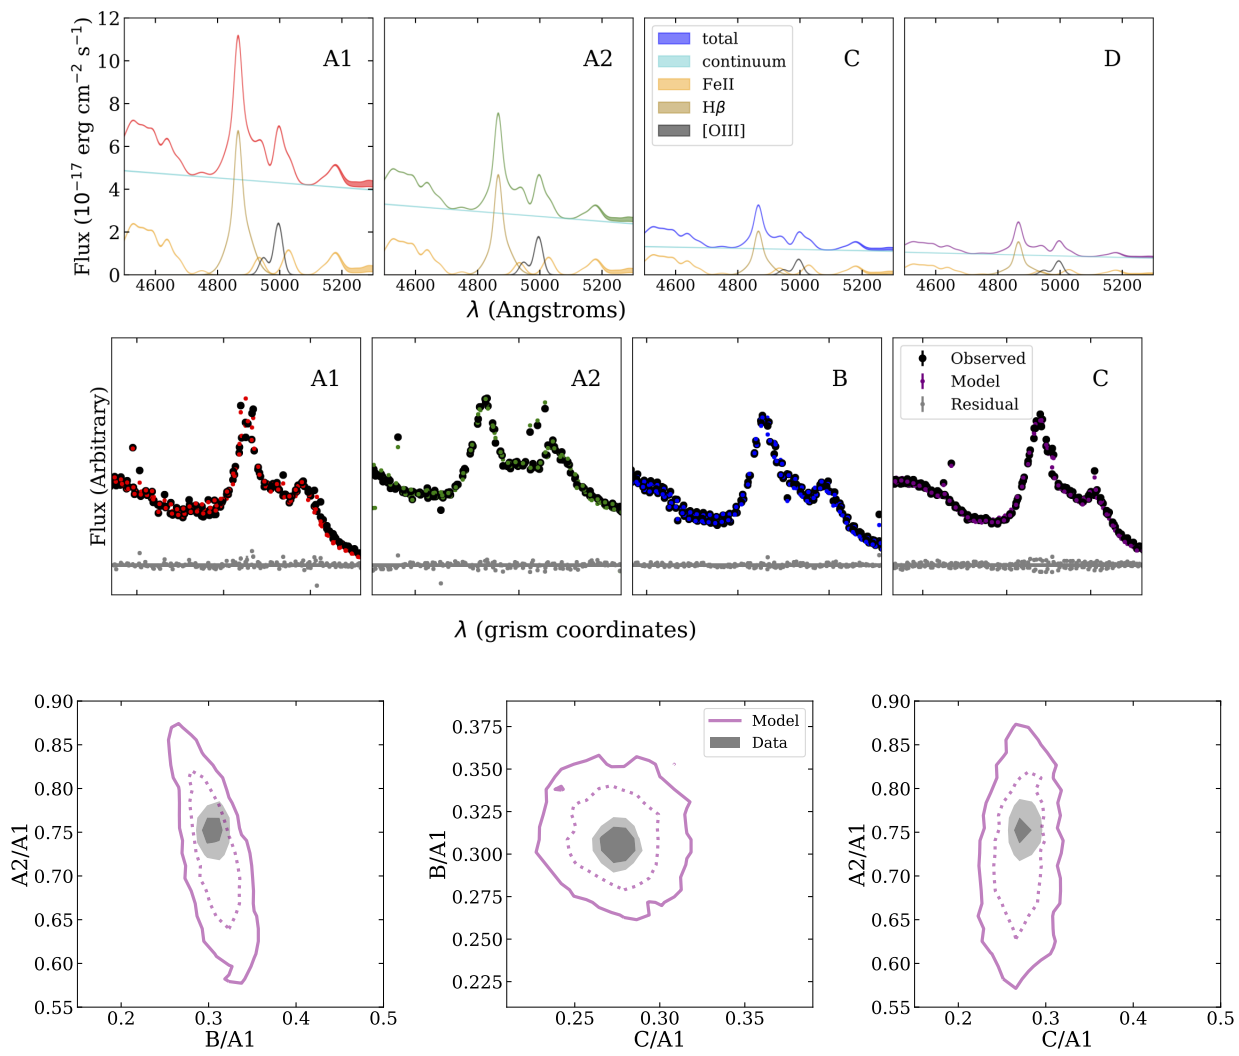 12
10
8
6
4
2
0
Flux (10⁻¹⁷ erg cm⁻² s⁻¹)
A1
A2
C
D
total
continuum
FeII
Hβ
[OIII]
4600 4800 5000 5200
4600 4800 5000 5200
4600 4800 5000 5200
4600 4800 5000 5200
λ (Angstroms)
Flux (Arbitrary)
A1
A2
B
C
Observed
Model
Residual
λ (grism coordinates)
0.90
0.85
0.80
0.75
0.70
0.65
0.60
0.55
A2/A1
0.2 0.3 0.4 0.5
B/A1
0.375
0.350
0.325
0.300
0.275
0.250
0.225
B/A1
Model
Data
0.25 0.30 0.35
C/A1
0.90
0.85
0.80
0.75
0.70
0.65
0.60
0.55
A2/A1
0.2 0.3 0.4 0.5
C/A1